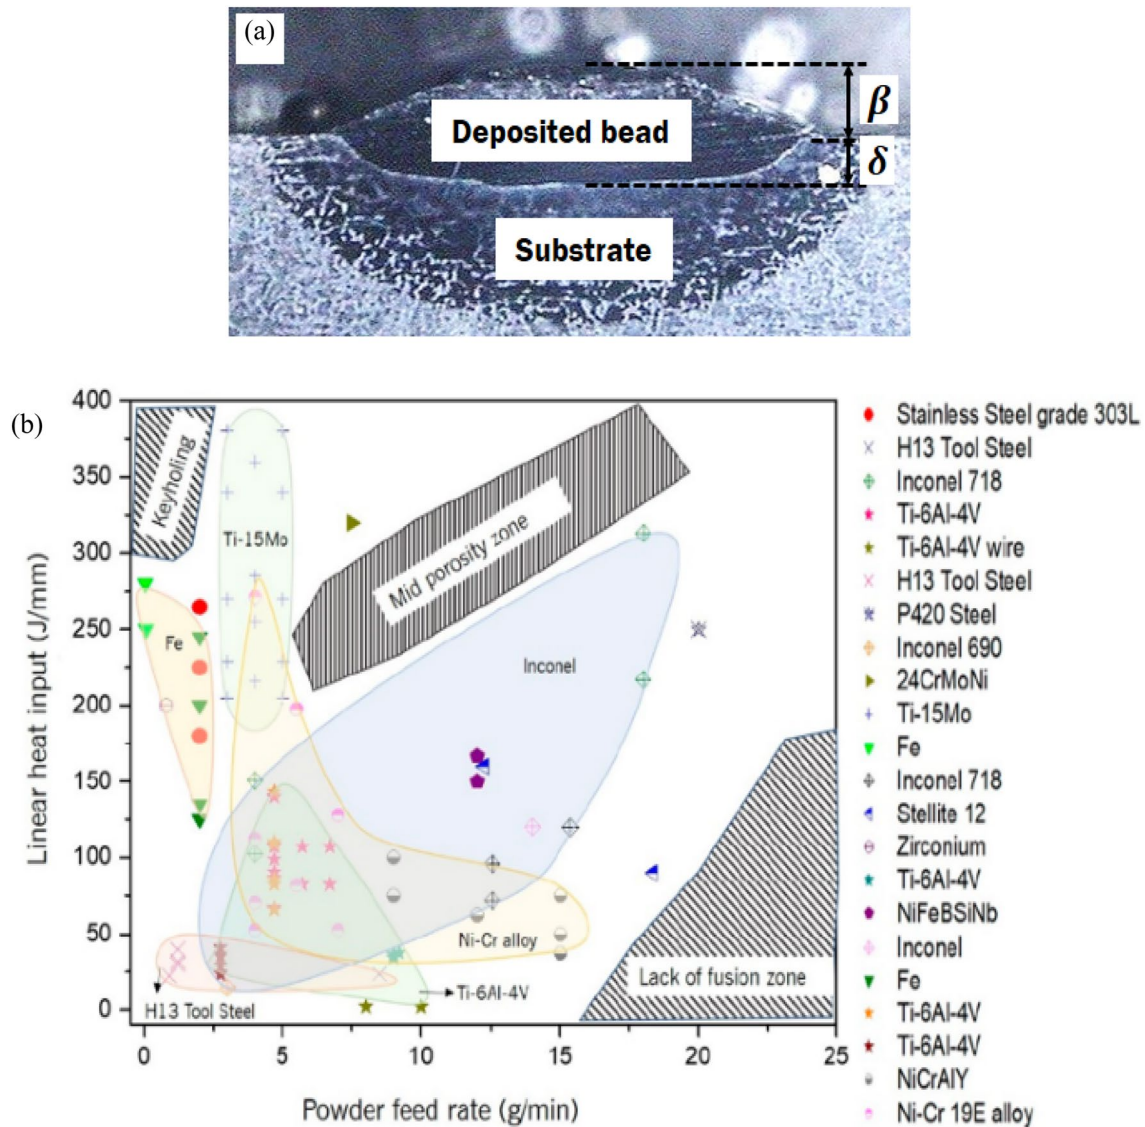 (a)
β
Deposited bead
δ
Substrate
(b)
400
350
300
250
200
150
100
50
0
Linear heat input (J/mm)
Keyholing
Ti-15Mo
Mid porosity zone
Fe
Inconel
Ni-Cr alloy
Ti-6Al-4V
H13 Tool Steel
Lack of fusion zone
0 5 10 15 20 25
Powder feed rate (g/min)
Stainless Steel grade 303L
H13 Tool Steel
Inconel 718
Ti-6Al-4V
Ti-6Al-4V wire
H13 Tool Steel
P420 Steel
Inconel 690
24CrMoNi
Ti-15Mo
Fe
Inconel 718
Stellite 12
Zirconium
Ti-6Al-4V
NiFeBSiNb
Inconel
Fe
Ti-6Al-4V
Ti-6Al-4V
NiCrAlY
Ni-Cr 19E alloy